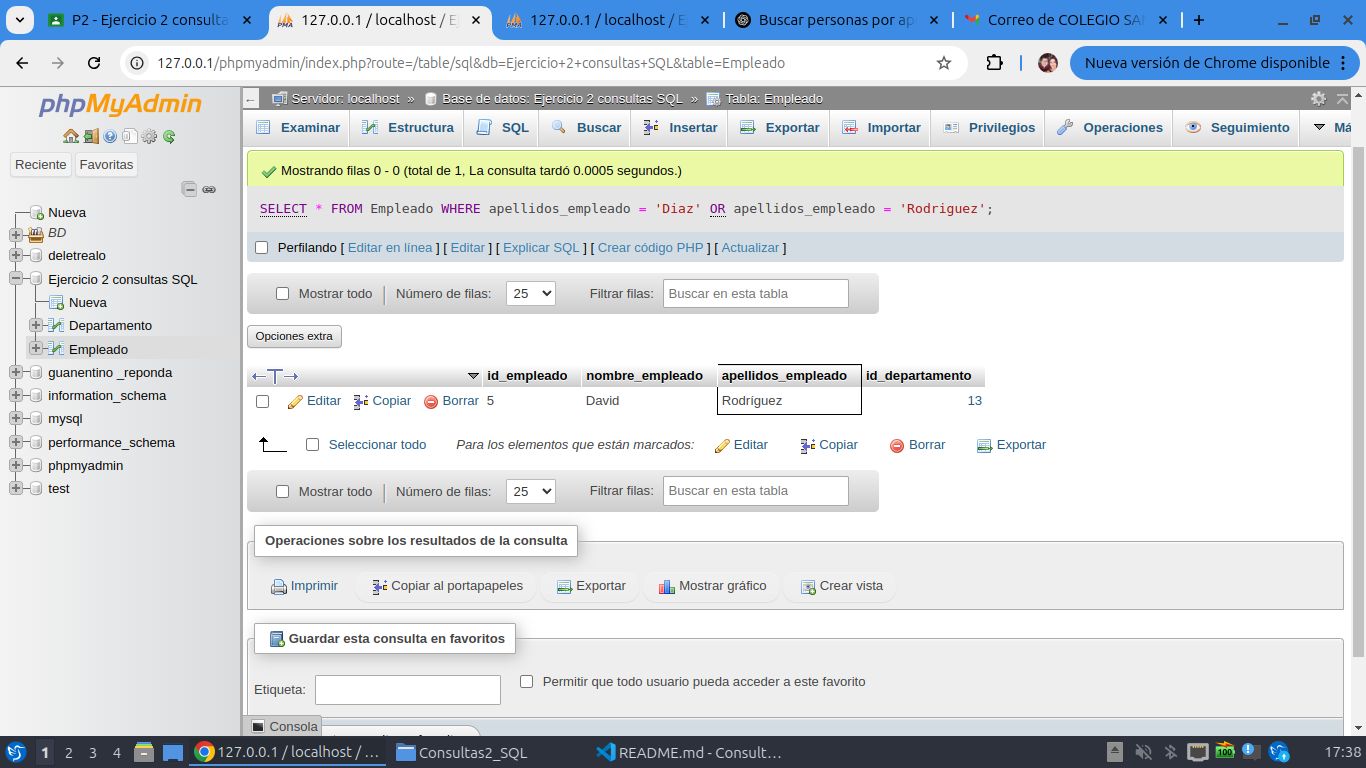 P2 - Ejercicio 2 consulta
127.0.0.1 / localhost / E
127.0.0.1 / localhost / E
Buscar personas por ap
Correo de COLEGIO SA
127.0.0.1/phpmyadmin/index.php?route=/table/sql&db=Ejercicio+2+consultas+SQL&table=Empleado
Nueva versión de Chrome disponible
phpMyAdmin
Reciente Favoritas
Nueva
BD
deletrealo
Ejercicio 2 consultas SQL
Nueva
Departamento
Empleado
guanentino _reponda
information_schema
mysql
performance_schema
phpmyadmin
test
Servidor: localhost » Base de datos: Ejercicio 2 consultas SQL » Tabla: Empleado
Examinar Estructura SQL Buscar Insertar Exportar Importar Privilegios Operaciones Seguimiento Má
Mostrando filas 0 - 0 (total de 1, La consulta tardó 0.0005 segundos.)
SELECT * FROM Empleado WHERE apellidos_empleado = 'Diaz' OR apellidos_empleado = 'Rodriguez';
Perfilando [ Editar en línea ] [ Editar ] [ Explicar SQL ] [ Crear código PHP ] [ Actualizar ]
Mostrar todo | Número de filas: 25 Filtrar filas: Buscar en esta tabla
Opciones extra
id_empleado nombre_empleado apellidos_empleado id_departamento
Editar Copiar Borrar 5 David Rodríguez 13
Seleccionar todo Para los elementos que están marcados: Editar Copiar Borrar Exportar
Mostrar todo | Número de filas: 25 Filtrar filas: Buscar en esta tabla
Operaciones sobre los resultados de la consulta
Imprimir Copiar al portapapeles Exportar Mostrar gráfico Crear vista
Guardar esta consulta en favoritos
Etiqueta: Permitir que todo usuario pueda acceder a este favorito
Consola
1 2 3 4 127.0.0.1 / localhost / ... Consultas2_SQL README.md - Consult... 100 17:38